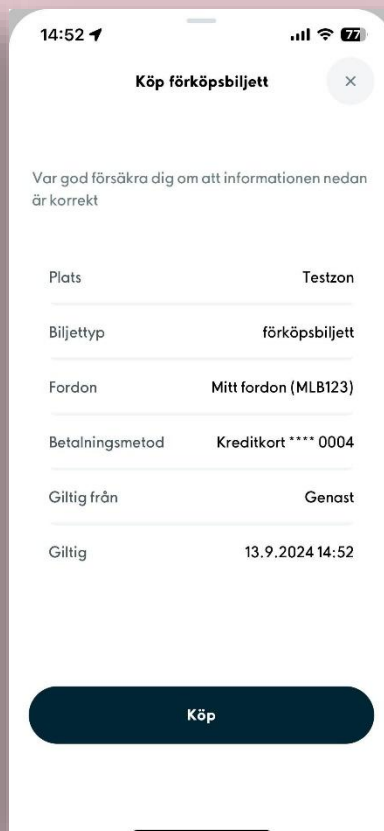 14:52
77
Köp förköpsbiljett
Var god försäkra dig om att informationen nedan
är korrekt
Plats Testzon
Biljettyp förköpsbiljett
Fordon Mitt fordon (MLB123)
Betalningsmetod Kreditkort **** 0004
Giltig från Genast
Giltig 13.9.2024 14:52
Köp